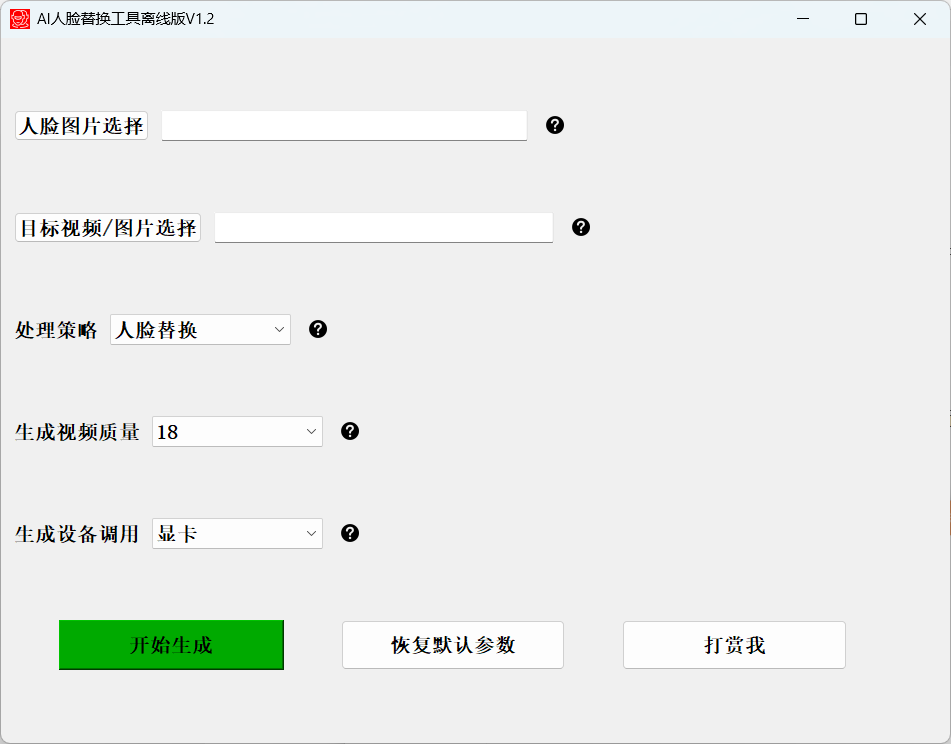 AI人脸替换工具离线版V1.2
人脸图片选择
目标视频/图片选择
处理策略 人脸替换
生成视频质量 18
生成设备调用 显卡
开始生成 恢复默认参数 打赏我